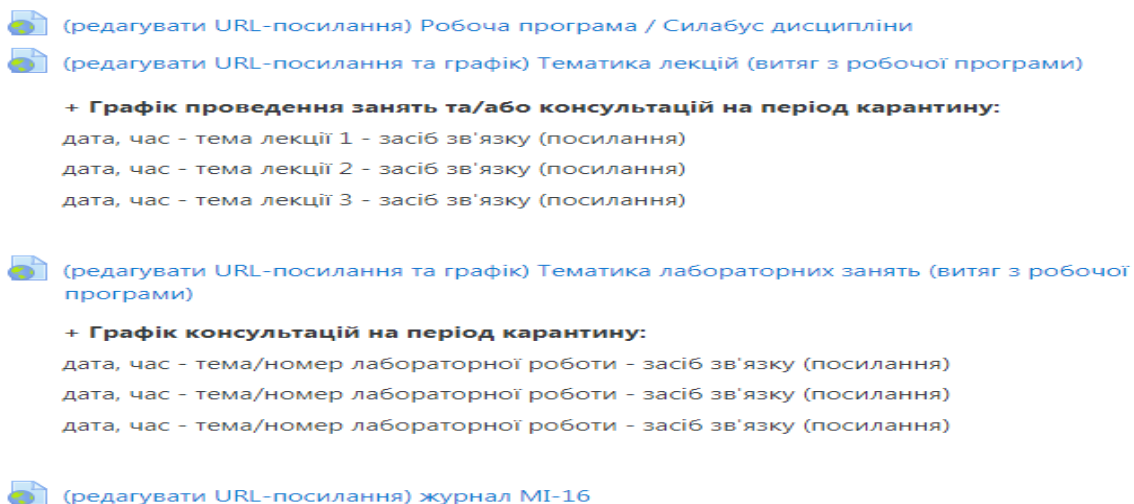 (редагувати URL-посилання) Робоча програма / Силабус дисципліни
(редагувати URL-посилання та графік) Тематика лекцій (витяг з робочої програми)
+ Графік проведення занять та/або консультацій на період карантину:
дата, час - тема лекції 1 - засіб зв'язку (посилання)
дата, час - тема лекції 2 - засіб зв'язку (посилання)
дата, час - тема лекції 3 - засіб зв'язку (посилання)
(редагувати URL-посилання та графік) Тематика лабораторних занять (витяг з робочої
програми)
+ Графік консультацій на період карантину:
дата, час - тема/номер лабораторної роботи - засіб зв'язку (посилання)
дата, час - тема/номер лабораторної роботи - засіб зв'язку (посилання)
дата, час - тема/номер лабораторної роботи - засіб зв'язку (посилання)
(редагувати URL-посилання) журнал МІ-16